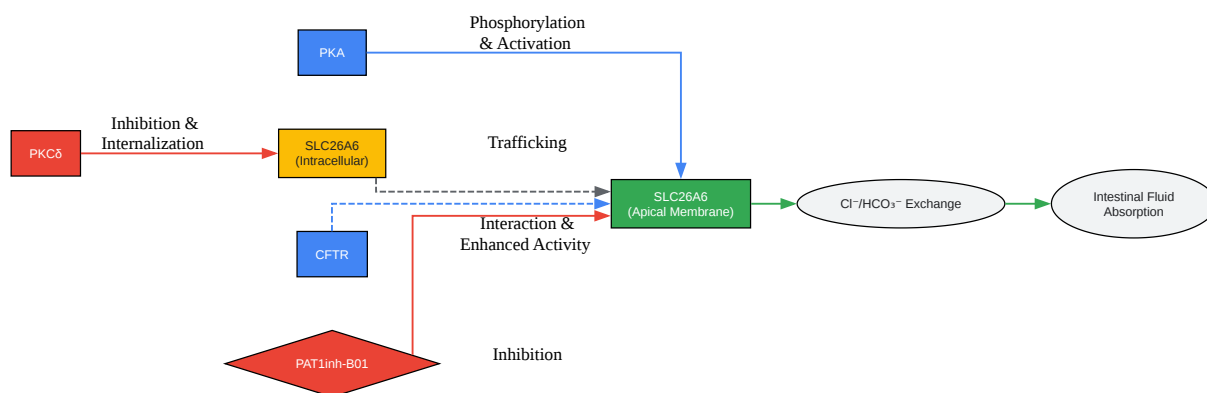 Phosphorylation
& Activation
PKA
Inhibition &
Internalization
PKCδ
SLC26A6
(Intracellular)
Trafficking
SLC26A6
(Apical Membrane)
Cl⁻/HCO₃⁻ Exchange
Intestinal Fluid
Absorption
CFTR
Interaction &
Enhanced Activity
PAT1inh-B01
Inhibition